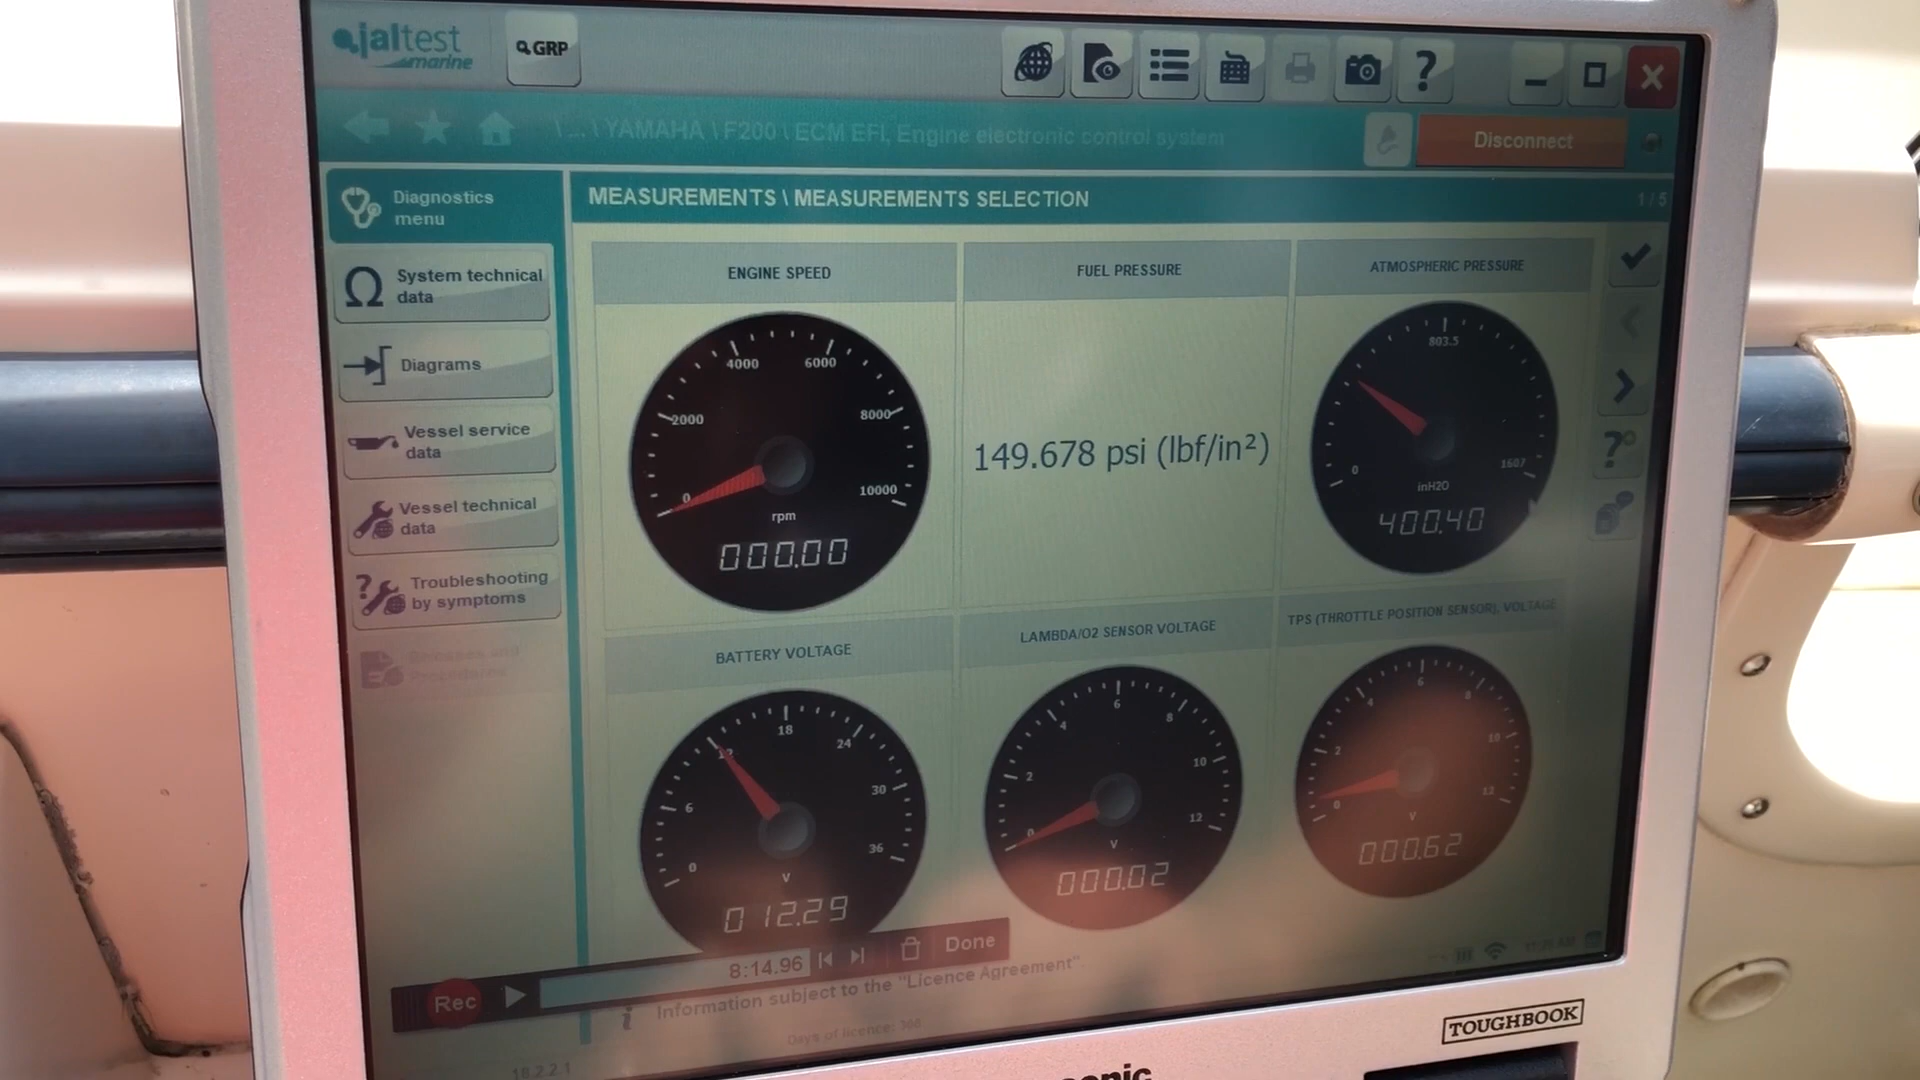 jaltest
marine
GRP
\ ... \ YAMAHA \ F200 \ ECM EFI, Engine electronic control system
Disconnect
Diagnostics
menu
MEASUREMENTS \ MEASUREMENTS SELECTION
1 / 5
System technical
data
Diagrams
Vessel service
data
Vessel technical
data
Troubleshooting
by symptoms
ENGINE SPEED
0
2000
4000
6000
8000
10000
rpm
000.00
FUEL PRESSURE
149.678 psi (lbf/in²)
ATMOSPHERIC PRESSURE
0
803.5
1607
inH2O
400.40
BATTERY VOLTAGE
0
6
12
18
24
30
36
V
012.29
LAMBDA/O2 SENSOR VOLTAGE
0
2
4
6
8
10
12
V
000.02
TPS (THROTTLE POSITION SENSOR), VOLTAGE
0
2
4
6
8
10
12
V
000.62
Rec
8:14.96
Done
Information subject to the "Licence Agreement".
Days of licence:
TOUGHBOOK